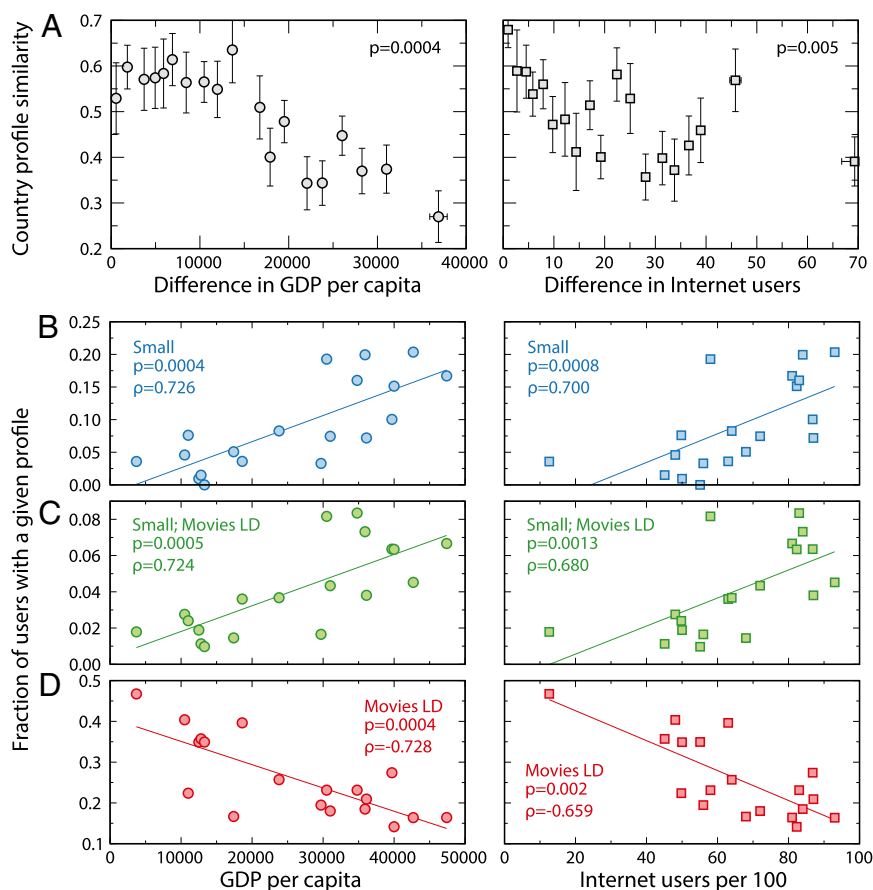 A
Country profile similarity
0.7
0.6
0.5
0.4
0.3
0.2
p=0.0004
0
10000
20000
30000
40000
Difference in GDP per capita
p=0.005
0
10
20
30
40
50
60
70
Difference in Internet users
Fraction of users with a given profile
B
0.25
0.20
0.15
0.10
0.05
0.00
Small
p=0.0004
ρ=0.726
Small
p=0.0008
ρ=0.700
C
0.08
0.06
0.04
0.02
0.00
Small; Movies LD
p=0.0005
ρ=0.724
Small; Movies LD
p=0.0013
ρ=0.680
D
0.5
0.4
0.3
0.2
0.1
Movies LD
p=0.0004
ρ=-0.728
0
10000
20000
30000
40000
50000
GDP per capita
Movies LD
p=0.002
ρ=-0.659
0
20
40
60
80
100
Internet users per 100